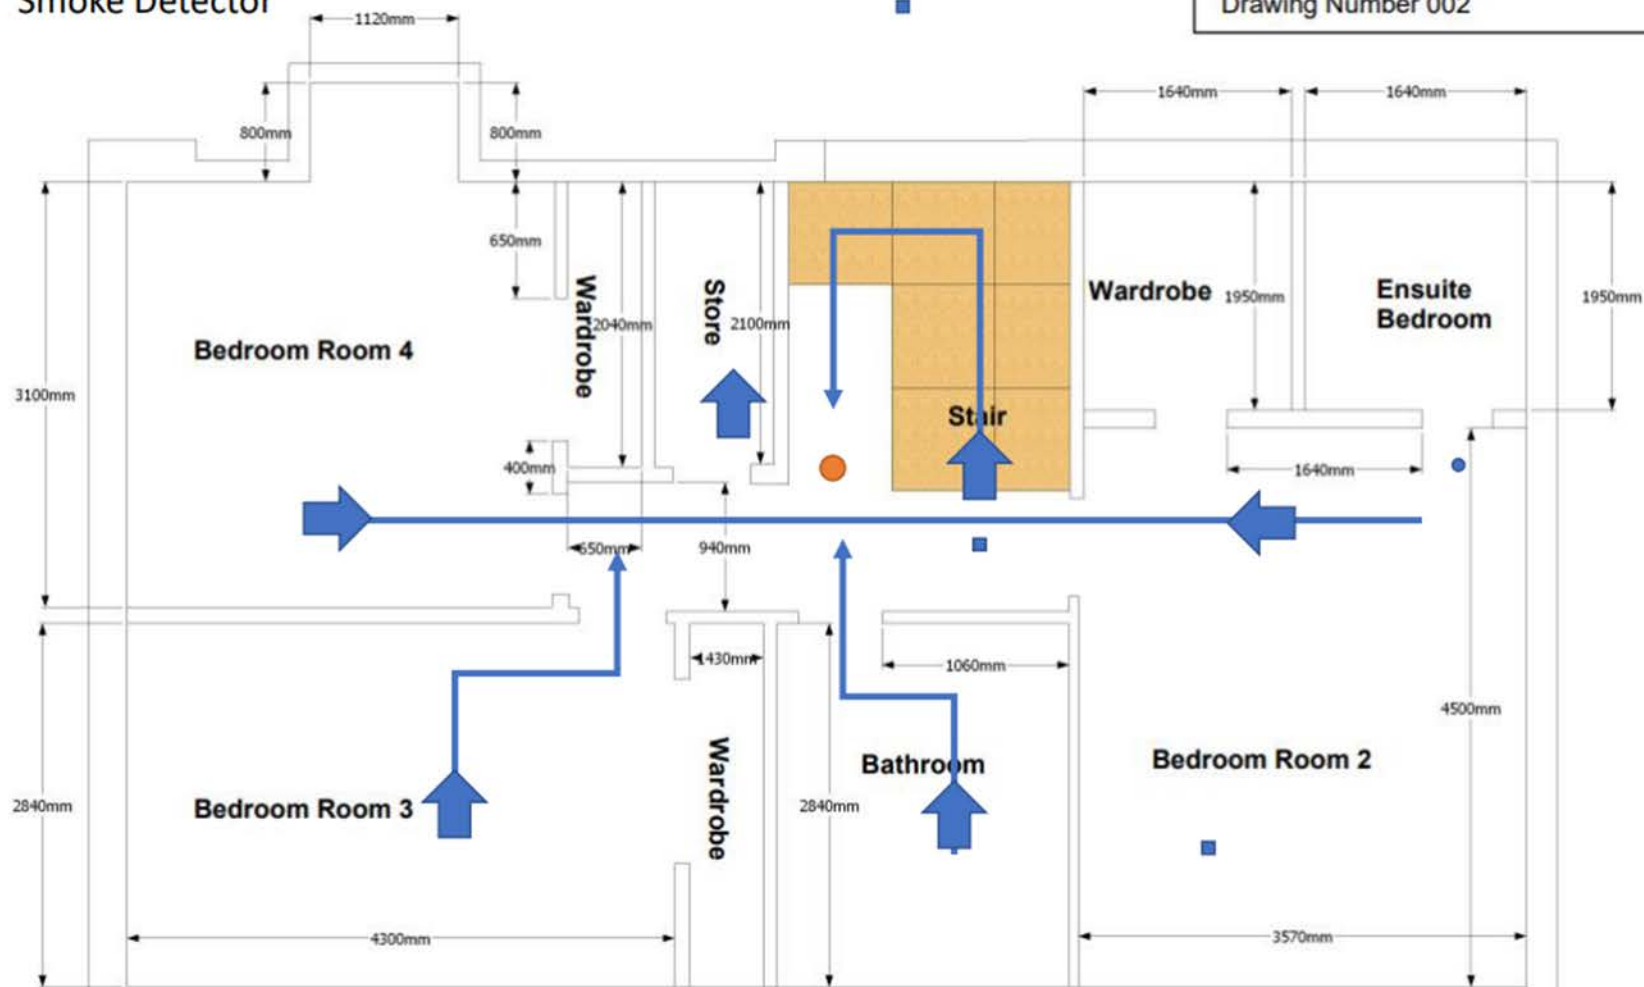 Smoke Detector
Drawing Number 002
1120mm
1640mm
1640mm
800mm
800mm
650mm
Wardrobe
2040mm
Store
2100mm
Wardrobe
1950mm
Ensuite
Bedroom
1950mm
Bedroom Room 4
3100mm
Stair
400mm
1640mm
650mm
940mm
1430mm
1060mm
4500mm
Wardrobe
Bathroom
Bedroom Room 2
2840mm
Bedroom Room 3
2840mm
4300mm
3570mm